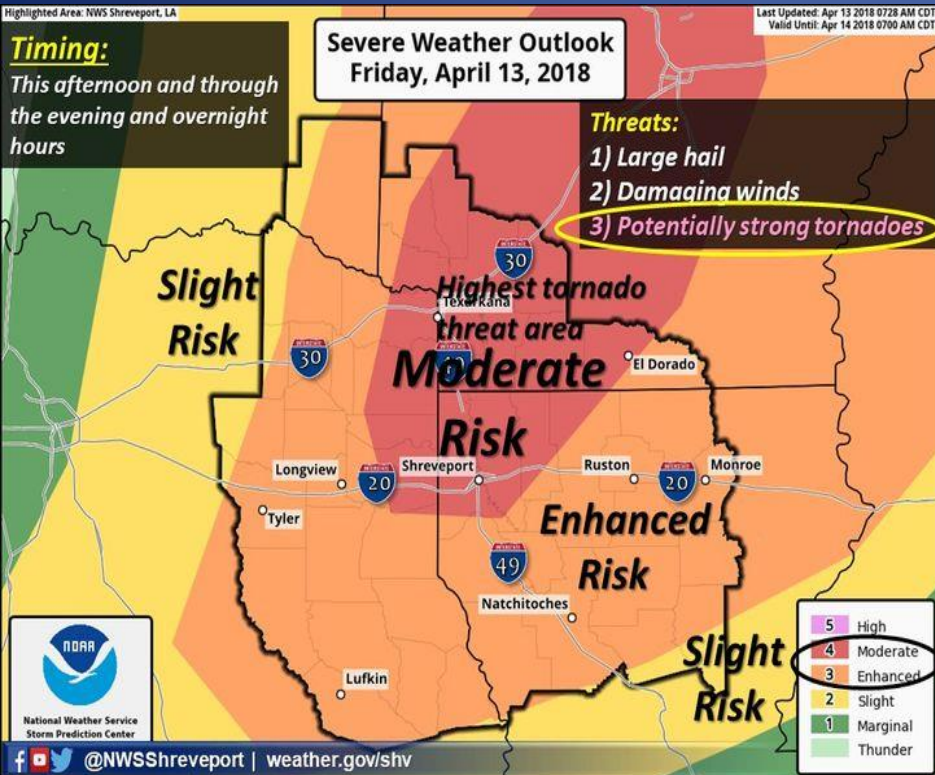 Highlighted Area: NWS Shreveport, LA
Last Updated: Apr 13 2018 0728 AM CDT
Valid Until: Apr 14 2018 0700 AM CDT
Timing:
This afternoon and through
the evening and overnight
hours
Severe Weather Outlook
Friday, April 13, 2018
Threats:
1) Large hail
2) Damaging winds
3) Potentially strong tornadoes
30
Slight
Risk
Highest tornado
Texarkana
threat area
30
49
Moderate
Risk
El Dorado
Longview
Shreveport
Ruston
Monroe
20
20
Tyler
Enhanced
Risk
49
Natchitoches
Lufkin
Slight
Risk
5 High
4 Moderate
3 Enhanced
2 Slight
1 Marginal
Thunder
NOAA
National Weather Service
Storm Prediction Center
@NWSShreveport | weather.gov/shv